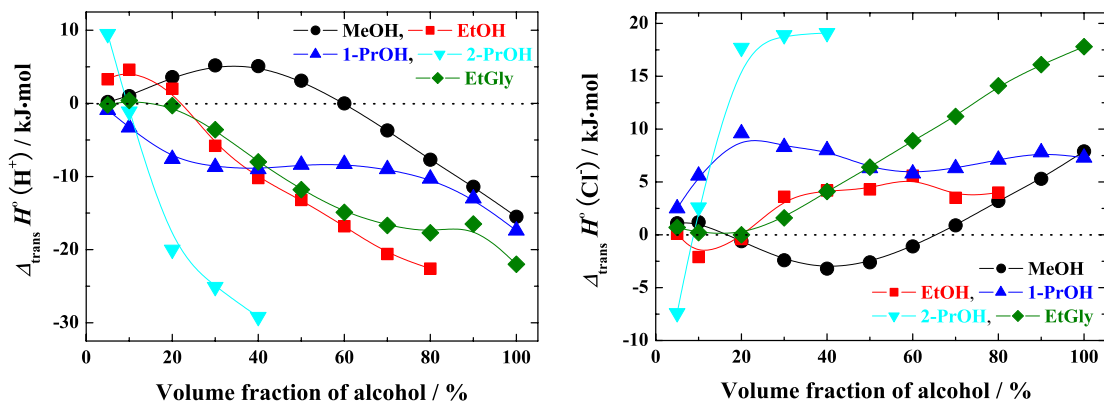 10
0
-10
-20
-30
Δtrans H° (H⁺) / kJ·mol
MeOH, EtOH
1-PrOH, 2-PrOH
EtGly
0 20 40 60 80 100
Volume fraction of alcohol / %
20
15
10
5
0
-5
-10
Δtrans H° (Cl⁻) / kJ·mol
MeOH
EtOH, 1-PrOH
2-PrOH, EtGly
0 20 40 60 80 100
Volume fraction of alcohol / %